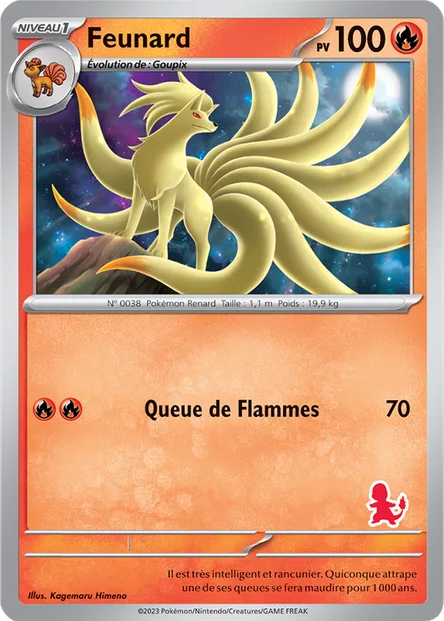 NIVEAU 1
Feunard
PV 100
Évolution de : Goupix
N° 0038 Pokémon Renard Taille : 1,1 m Poids : 19,9 kg
Queue de Flammes 70
Il est très intelligent et rancunier. Quiconque attrape
une de ses queues se fera maudire pour 1 000 ans.
Illus. Kagemaru Himeno
©2023 Pokémon/Nintendo/Creatures/GAME FREAK